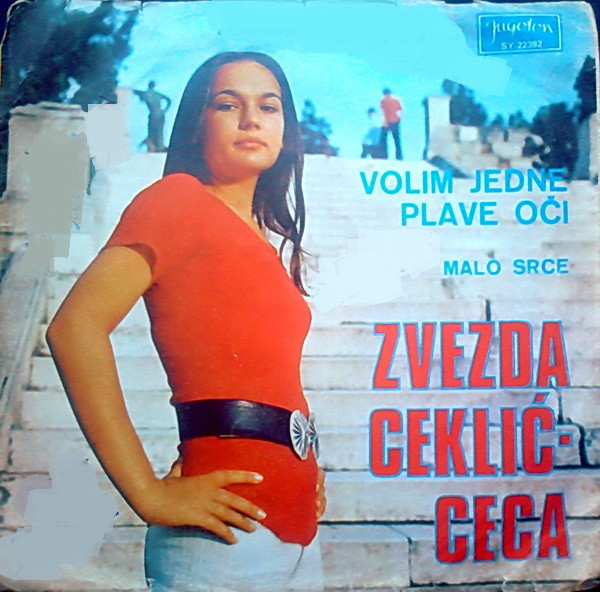 Jugoton
SY-22392
VOLIM JEDNE
PLAVE OČI
MALO SRCE
ZVEZDA
CEKLIĆ-
CECA